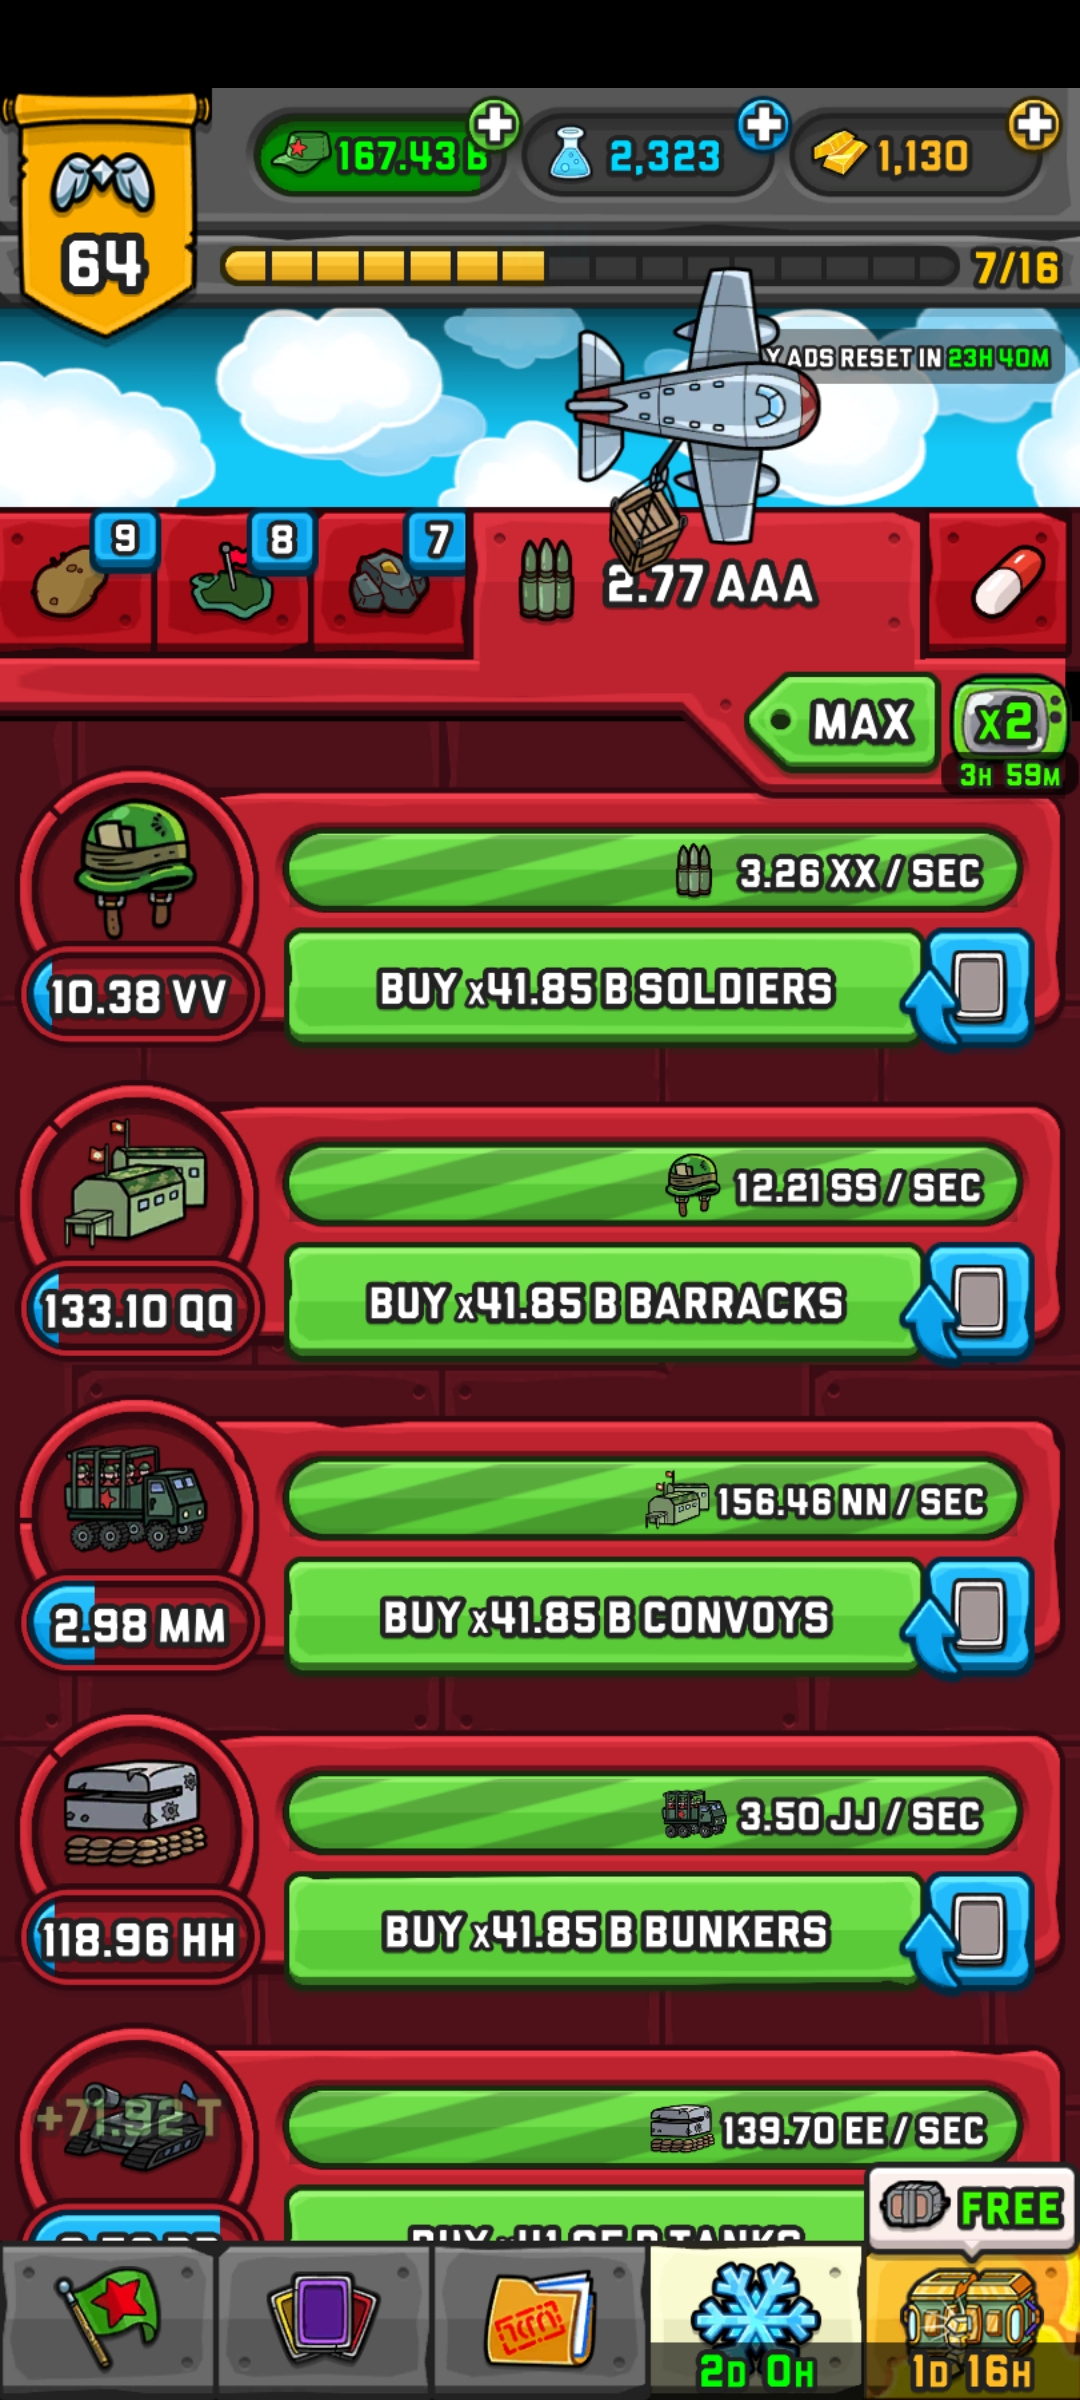 64
167.43 B
2,323
1,130
7/16
Y ADS RESET IN 23H 40M
9
8
7
2.77 AAA
MAX
X2
3H 59M
3.26 XX / SEC
10.38 VV
BUY x41.85 B SOLDIERS
12.21 SS / SEC
133.10 QQ
BUY x41.85 B BARRACKS
156.46 NN / SEC
2.98 MM
BUY x41.85 B CONVOYS
3.50 JJ / SEC
118.96 HH
BUY x41.85 B BUNKERS
+71.92 T
139.70 EE / SEC
BUY x41.85 B TANKS
FREE
2D 0H
1D 16H